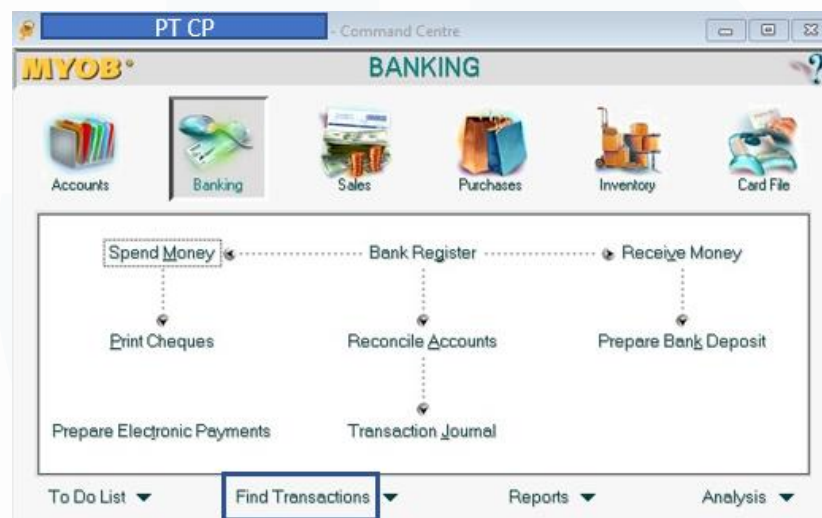 PT CP - Command Centre
MYOB BANKING ?
Accounts Banking Sales Purchases Inventory Card File
Spend Money Bank Register Receive Money
Print Cheques Reconcile Accounts Prepare Bank Deposit
Prepare Electronic Payments Transaction Journal
To Do List Find Transactions Reports Analysis